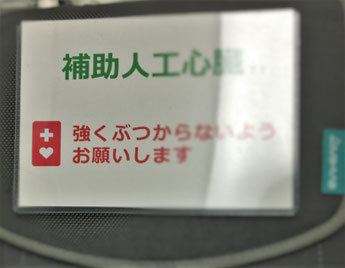 補助人工心臓
強くぶつからないよう
お願いします